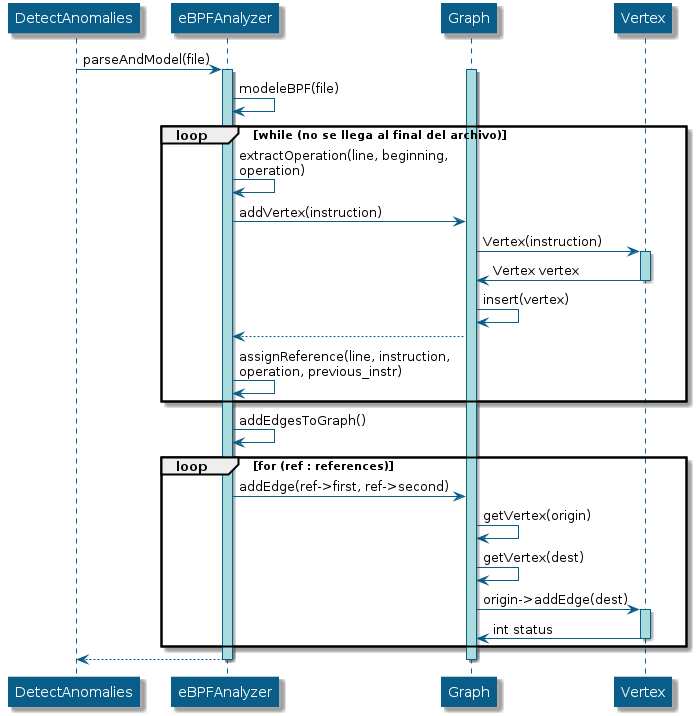 DetectAnomalies eBPFAnalyzer Graph Vertex
parseAndModel(file)
modeleBPF(file)
loop [while (no se llega al final del archivo)]
extractOperation(line, beginning,
operation)
addVertex(instruction)
Vertex(instruction)
Vertex vertex
insert(vertex)
assignReference(line, instruction,
operation, previous_instr)
addEdgesToGraph()
loop [for (ref : references)]
addEdge(ref->first, ref->second)
getVertex(origin)
getVertex(dest)
origin->addEdge(dest)
int status
DetectAnomalies eBPFAnalyzer Graph Vertex